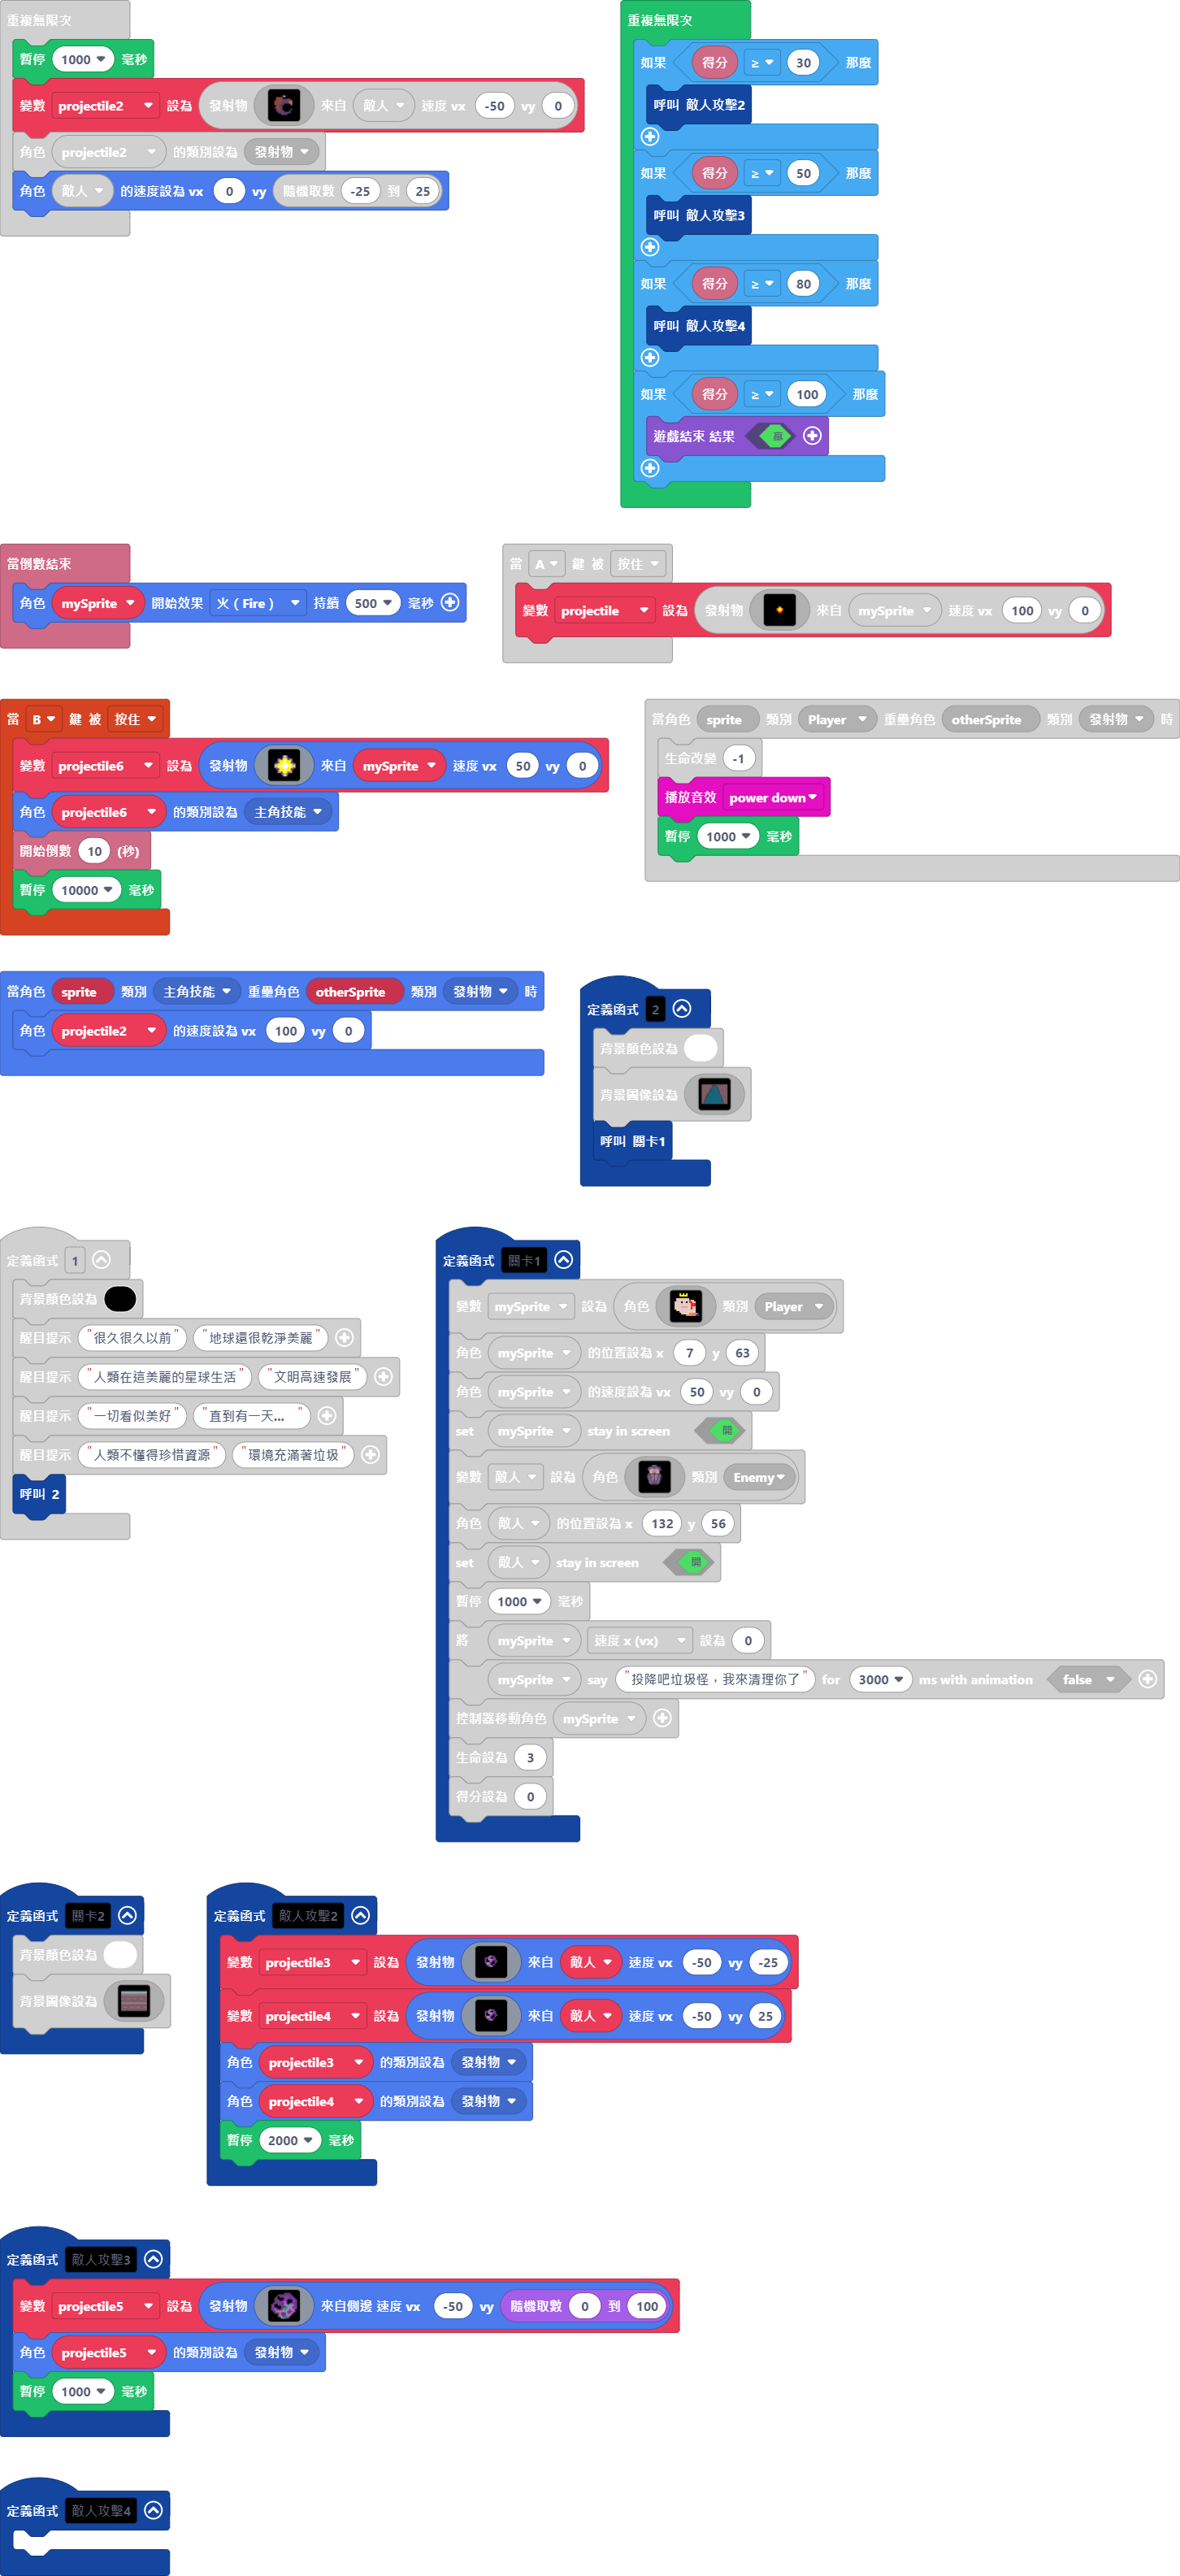 重複無限次
暫停 1000 毫秒
變數 projectile2 設為 發射物 來自 敵人 速度 vx -50 vy 0
角色 projectile2 的類別設為 發射物
角色 敵人 的速度設為 vx 0 vy 隨機取數 -25 到 25
重複無限次
如果 得分 ≥ 30 那麼
呼叫 敵人攻擊2
如果 得分 ≥ 50 那麼
呼叫 敵人攻擊3
如果 得分 ≥ 80 那麼
呼叫 敵人攻擊4
如果 得分 ≥ 100 那麼
遊戲結束 結果 贏
當倒數結束
角色 mySprite 開始效果 火 ( Fire ) 持續 500 毫秒
當 A 鍵 被 按住
變數 projectile 設為 發射物 來自 mySprite 速度 vx 100 vy 0
當 B 鍵 被 按住
變數 projectile6 設為 發射物 來自 mySprite 速度 vx 50 vy 0
角色 projectile6 的類別設為 主角技能
開始倒數 10 (秒)
暫停 10000 毫秒
當角色 sprite 類別 Player 重疊角色 otherSprite 類別 發射物 時
生命改變 -1
播放音效 power down
暫停 1000 毫秒
當角色 sprite 類別 主角技能 重疊角色 otherSprite 類別 發射物 時
角色 projectile2 的速度設為 vx 100 vy 0
定義函式 2
背景顏色設為
背景圖像設為
呼叫 關卡1
定義函式 1
背景顏色設為
醒目提示 "很久很久以前" "地球還很乾淨美麗"
醒目提示 "人類在這美麗的星球生活" "文明高速發展"
醒目提示 "一切看似美好" "直到有一天... "
醒目提示 "人類不懂得珍惜資源" "環境充滿著垃圾"
呼叫 2
定義函式 關卡1
變數 mySprite 設為 角色 類別 Player
角色 mySprite 的位置設為 x 7 y 63
角色 mySprite 的速度設為 vx 50 vy 0
set mySprite stay in screen 開
變數 敵人 設為 角色 類別 Enemy
角色 敵人 的位置設為 x 132 y 56
set 敵人 stay in screen 開
暫停 1000 毫秒
將 mySprite 速度 x (vx) 設為 0
mySprite say "投降吧垃圾怪，我來清理你了" for 3000 ms with animation false
控制器移動角色 mySprite
生命設為 3
得分設為 0
定義函式 關卡2
背景顏色設為
背景圖像設為
定義函式 敵人攻擊2
變數 projectile3 設為 發射物 來自 敵人 速度 vx -50 vy -25
變數 projectile4 設為 發射物 來自 敵人 速度 vx -50 vy 25
角色 projectile3 的類別設為 發射物
角色 projectile4 的類別設為 發射物
暫停 2000 毫秒
定義函式 敵人攻擊3
變數 projectile5 設為 發射物 來自側邊 速度 vx -50 vy 隨機取數 0 到 100
角色 projectile5 的類別設為 發射物
暫停 1000 毫秒
定義函式 敵人攻擊4